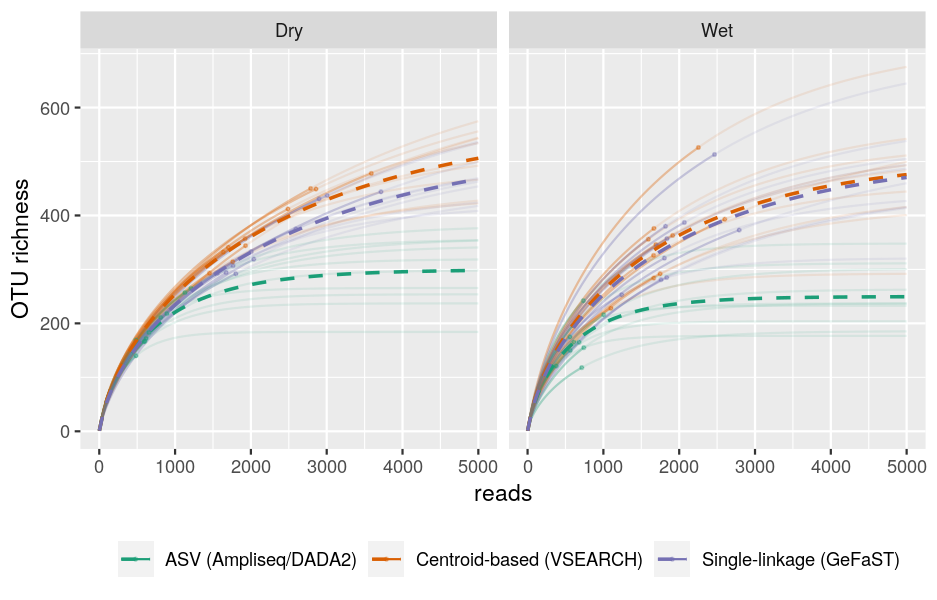 Dry
Wet
OTU richness
600
400
200
0
0 1000 2000 3000 4000 5000
0 1000 2000 3000 4000 5000
reads
ASV (Ampliseq/DADA2)
Centroid-based (VSEARCH)
Single-linkage (GeFaST)